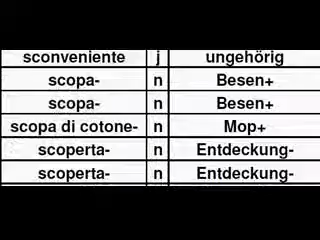 sconveniente j ungehörig
scopa- n Besen+
scopa- n Besen+
scopa di cotone- n Mop+
scoperta- n Entdeckung-
scoperta- n Entdeckung-